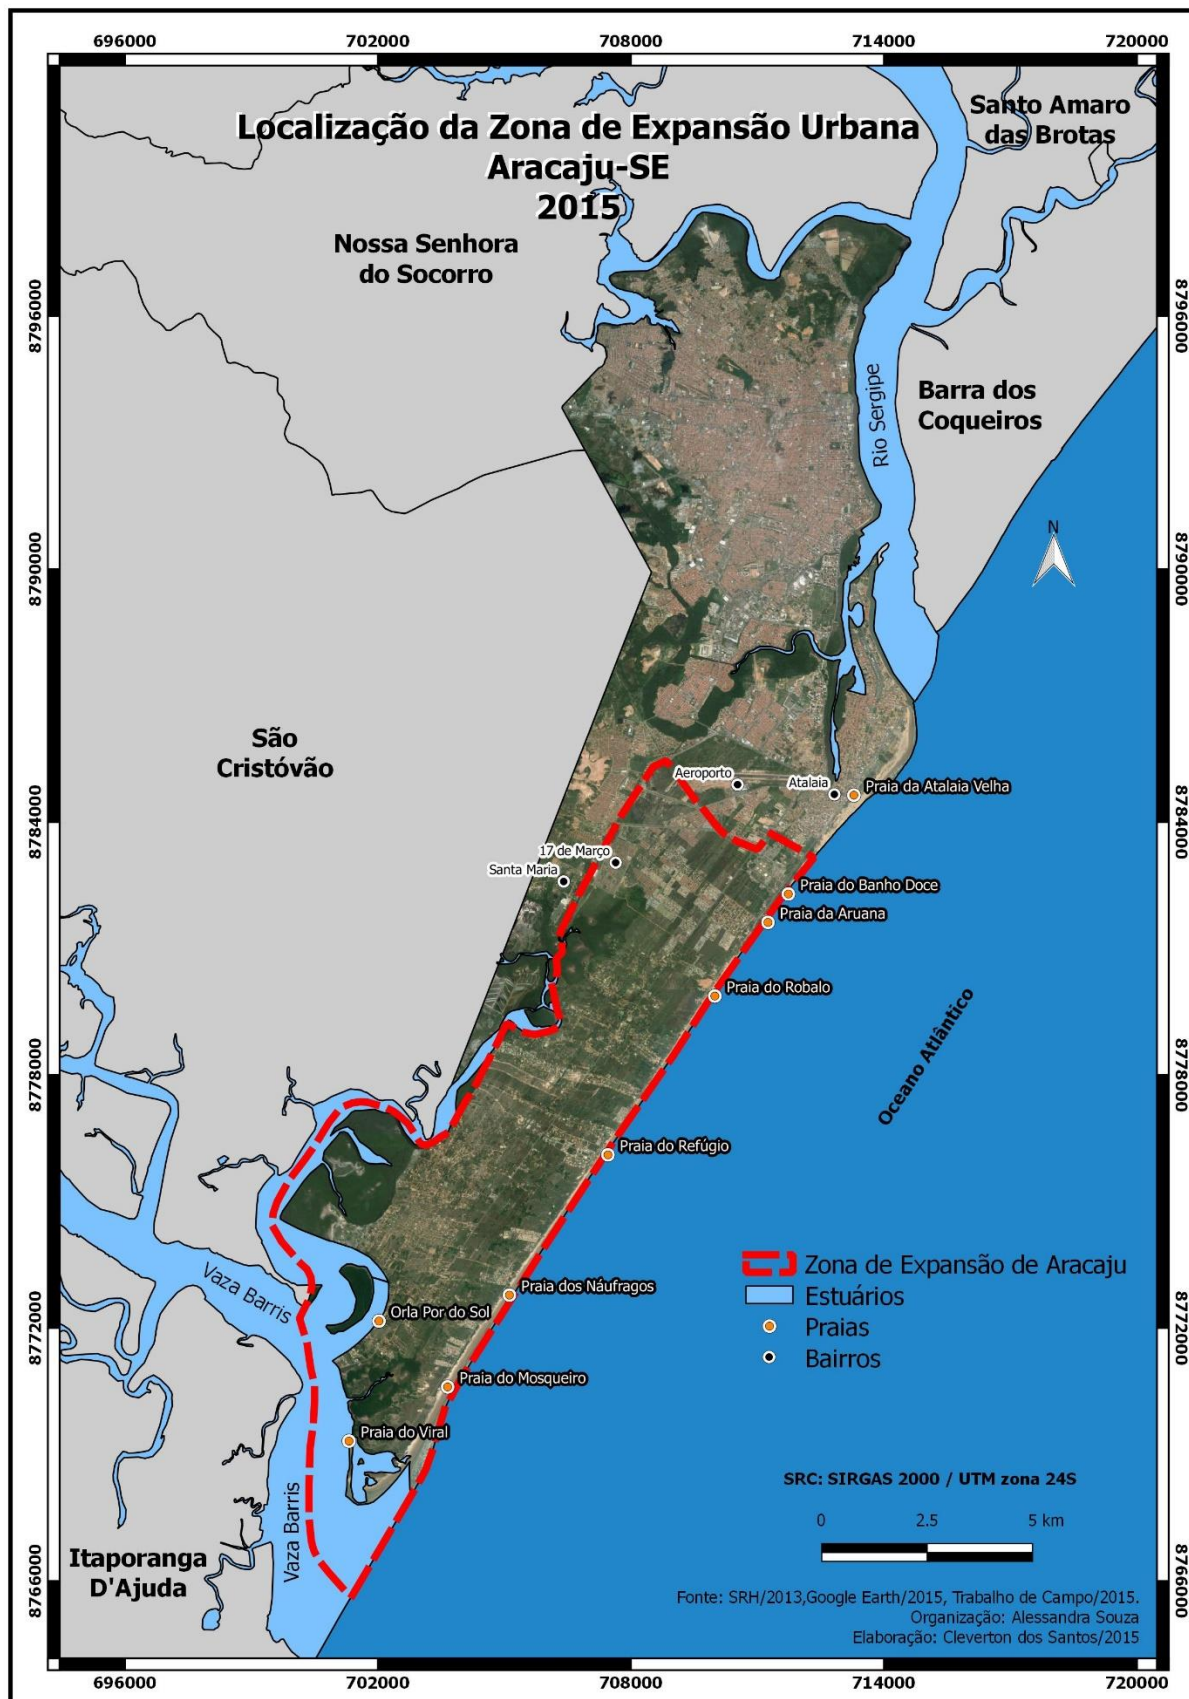 696000
702000
708000
714000
720000
Localização da Zona de Expansão Urbana
Aracaju-SE
2015
Santo Amaro
das Brotas
Nossa Senhora
do Socorro
8796000
8796000
Rio Sergipe
Barra dos
Coqueiros
N
8790000
8790000
São
Cristóvão
Aeroporto
Atalaia
Praia da Atalaia Velha
8784000
8784000
17 de Março
Santa Maria
Praia do Banho Doce
Praia da Aruana
Praia do Robalo
Oceano Atlântico
8778000
8778000
Praia do Refúgio
Vaza Barris
Praia dos Náufragos
Orla Por do Sol
Zona de Expansão de Aracaju
Estuários
Praias
Bairros
8772000
8772000
Praia do Mosqueiro
Praia do Viral
Vaza Barris
SRC: SIRGAS 2000 / UTM zona 24S
0
2.5
5 km
Itaporanga
D'Ajuda
8766000
8766000
Fonte: SRH/2013,Google Earth/2015, Trabalho de Campo/2015.
Organização: Alessandra Souza
Elaboração: Cleverton dos Santos/2015
696000
702000
708000
714000
720000